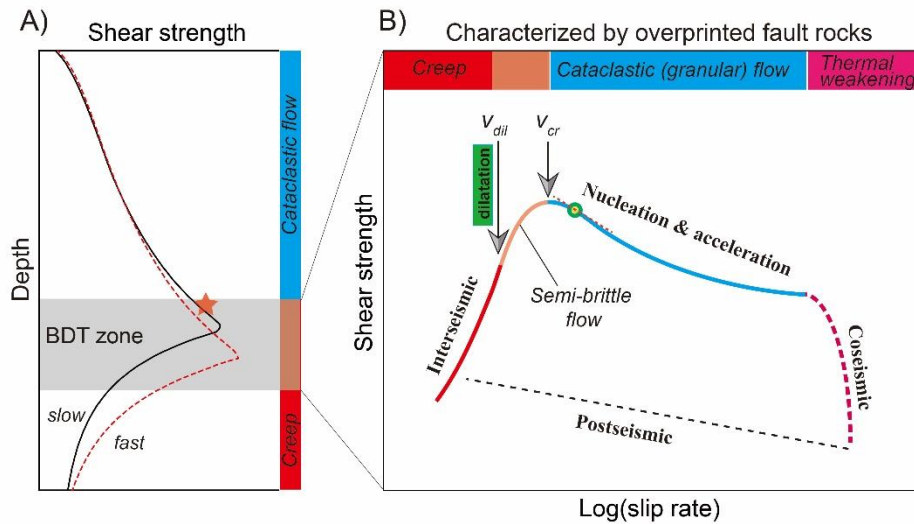 A)
Shear strength
Depth
Cataclastic flow
BDT zone
slow
fast
Creep
B)
Characterized by overprinted fault rocks
Creep
Cataclastic (granular) flow
Thermal
weakening
Shear strength
v_dil
v_cr
dilatation
Nucleation & acceleration
Semi-brittle
flow
Interseismic
Coseismic
Postseismic
Log(slip rate)